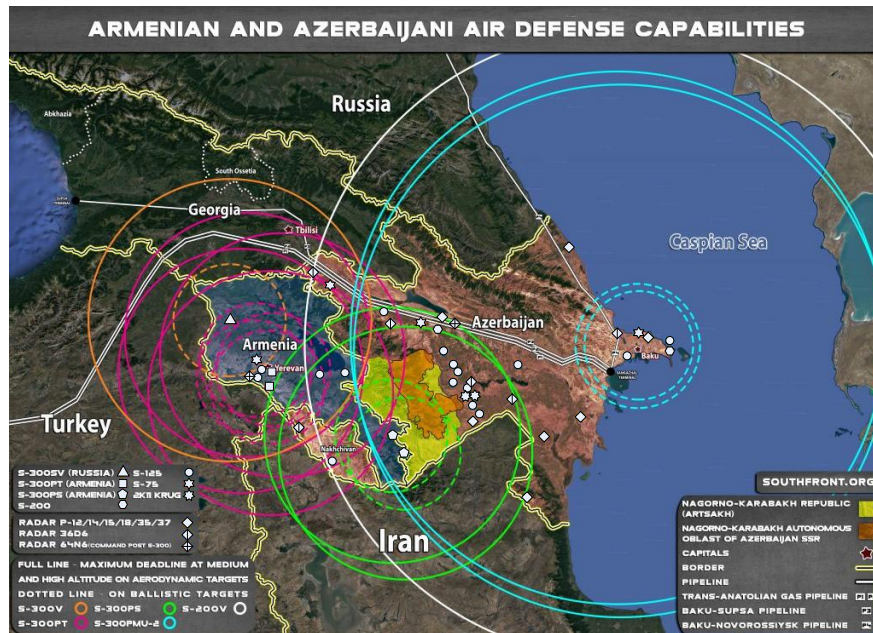 ARMENIAN AND AZERBAIJANI AIR DEFENSE CAPABILITIES
Russia
Abkhazia
South Ossetia
Georgia
Tbilisi
Caspian Sea
Azerbaijan
Armenia
Yerevan
Baku
Turkey
Nakhchivan
Iran
S-300SV (RUSSIA)
S-300PT (ARMENIA)
S-300PS (ARMENIA)
S-200
S-125
S-75
2K11 KRUG
RADAR P-12/14/15/18/35/37
RADAR 36D6
RADAR 64N6 (COMMAND POST S-300)
FULL LINE - MAXIMUM DEADLINE AT MEDIUM
AND HIGH ALTITUDE ON AERODYNAMIC TARGETS
DOTTED LINE - ON BALLISTIC TARGETS
S-300V S-300PS S-200V
S-300PT S-300PMU-2
SOUTHFRONT.ORG
NAGORNO-KARABAKH REPUBLIC
(ARTSAKH)
NAGORNO-KARABAKH AUTONOMOUS
OBLAST OF AZERBAIJAN SSR
CAPITALS
BORDER
PIPELINE
TRANS-ANATOLIAN GAS PIPELINE
BAKU-SUPSA PIPELINE
BAKU-NOVOROSSIYSK PIPELINE